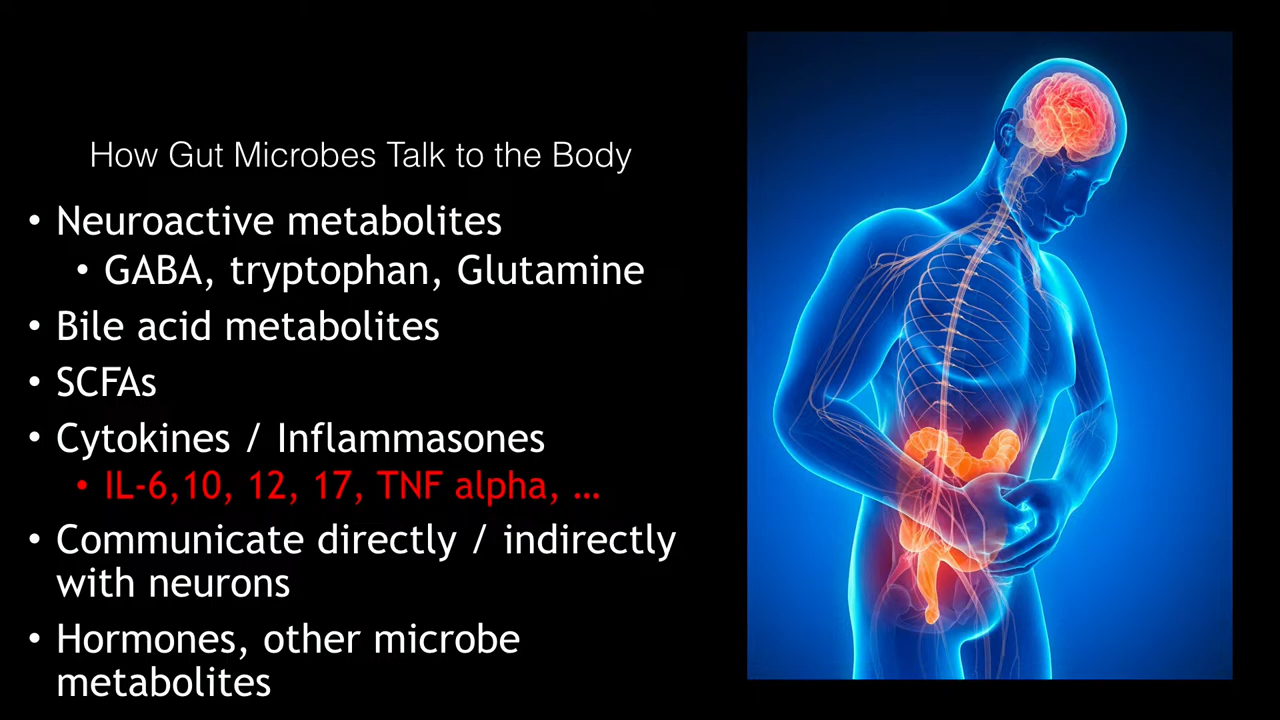 How Gut Microbes Talk to the Body
• Neuroactive metabolites
• GABA, tryptophan, Glutamine
• Bile acid metabolites
• SCFAs
• Cytokines / Inflammasones
• IL-6,10, 12, 17, TNF alpha, ...
• Communicate directly / indirectly
with neurons
• Hormones, other microbe
metabolites